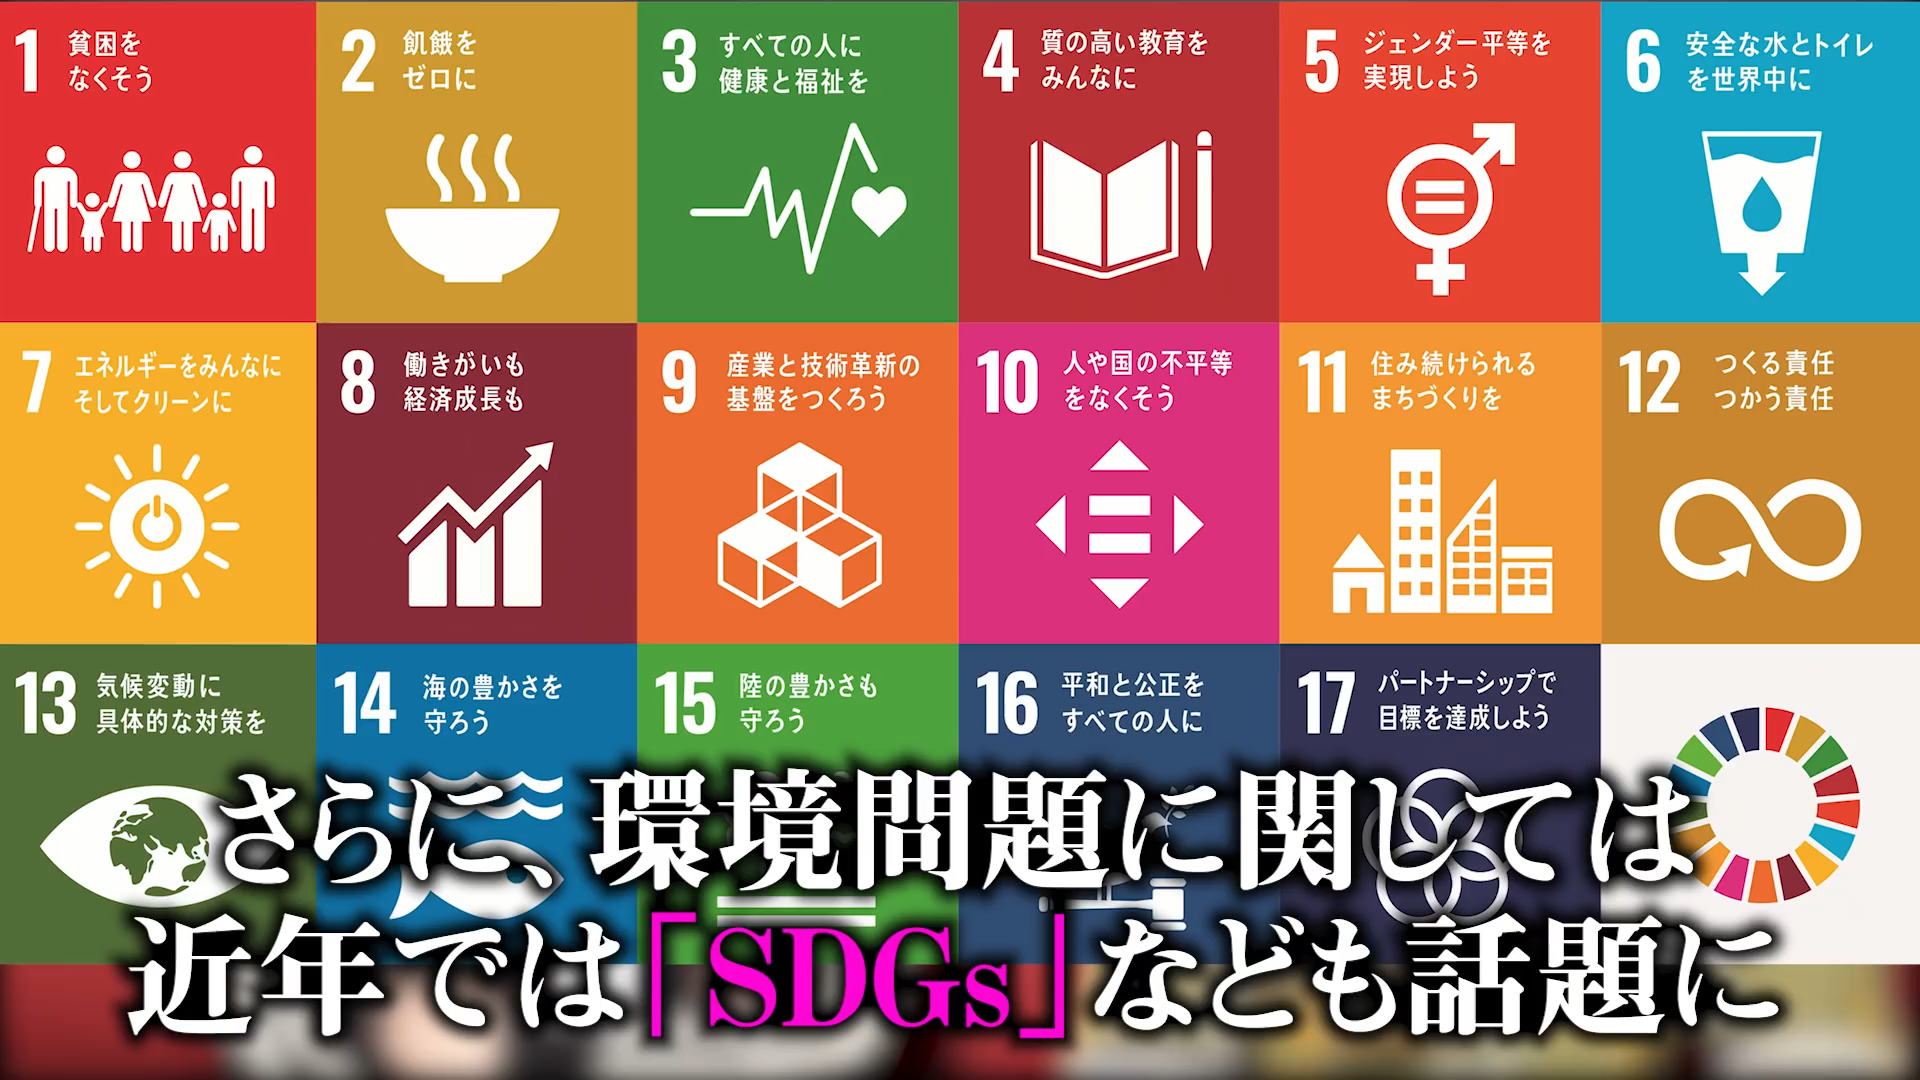 1 貧困を
なくそう
2 飢餓を
ゼロに
3 すべての人に
健康と福祉を
4 質の高い教育を
みんなに
5 ジェンダー平等を
実現しよう
6 安全な水とトイレ
を世界中に
7 エネルギーをみんなに
そしてクリーンに
8 働きがいも
経済成長も
9 産業と技術革新の
基盤をつくろう
10 人や国の不平等
をなくそう
11 住み続けられる
まちづくりを
12 つくる責任
つかう責任
13 気候変動に
具体的な対策を
14 海の豊かさを
守ろう
15 陸の豊かさも
守ろう
16 平和と公正を
すべての人に
17 パートナーシップで
目標を達成しよう
さらに、環境問題に関しては
近年では「SDGs」なども話題に